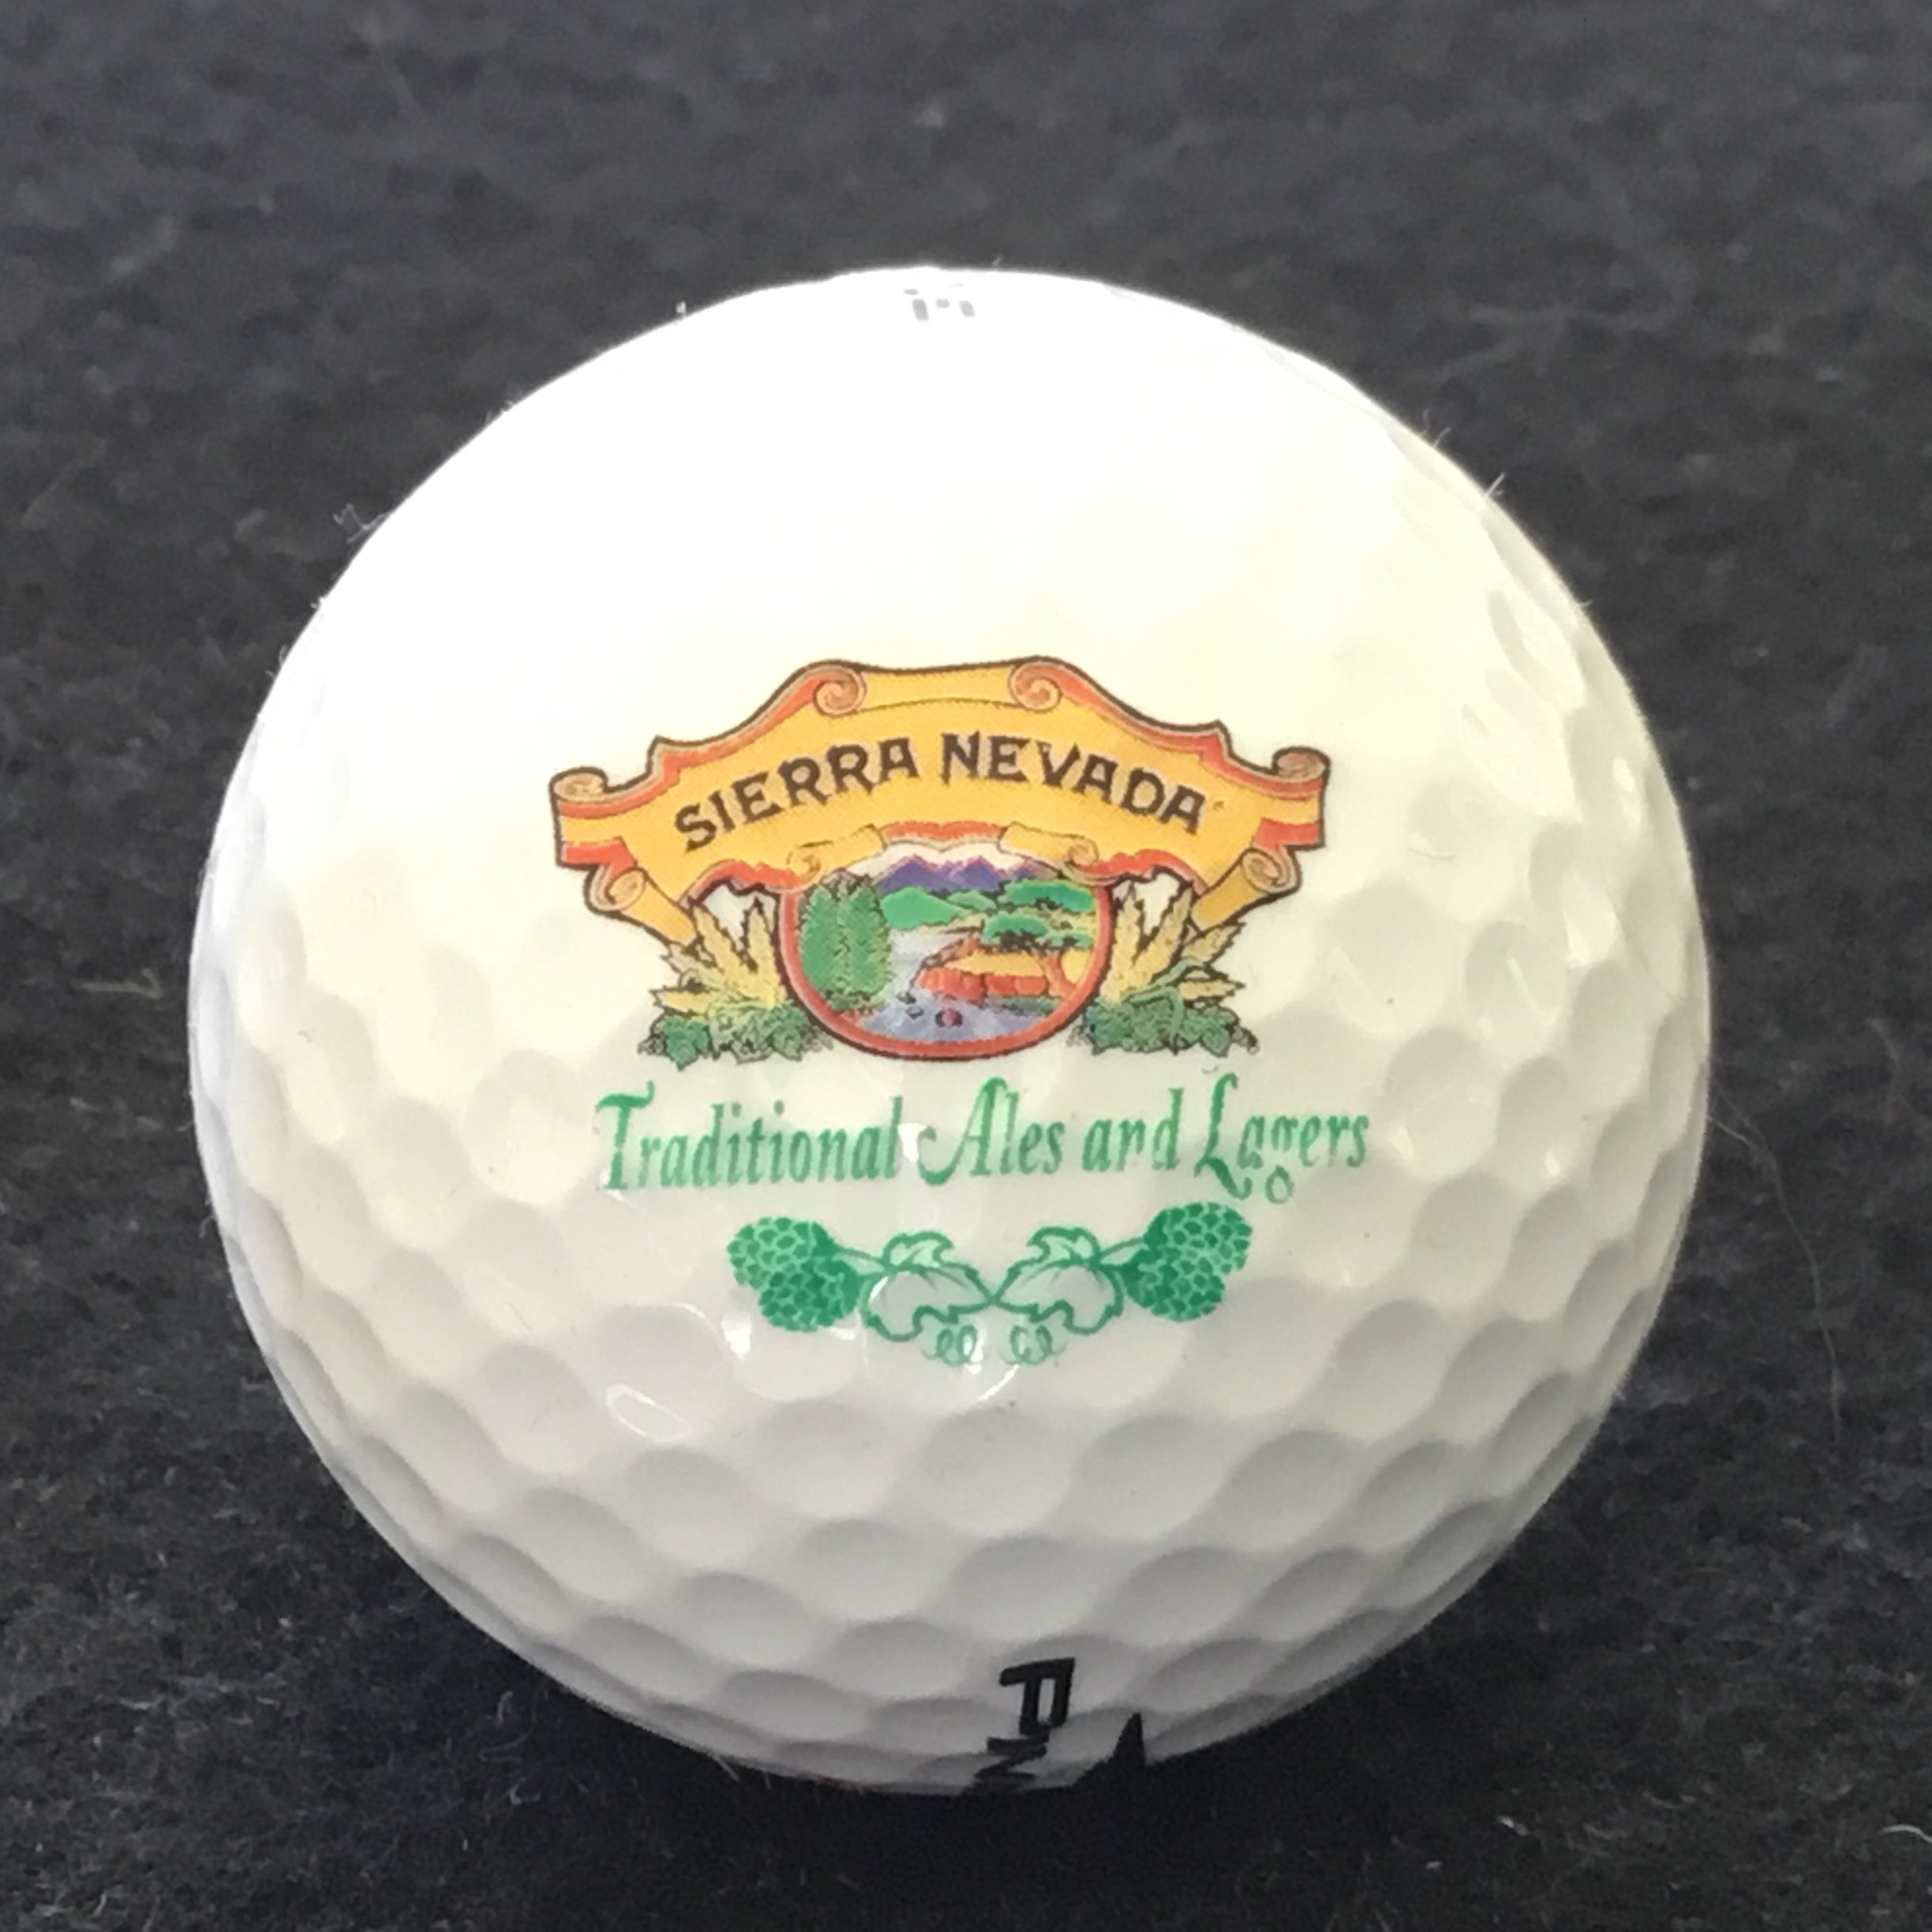 SIERRA NEVADA
Traditional Ales and Lagers